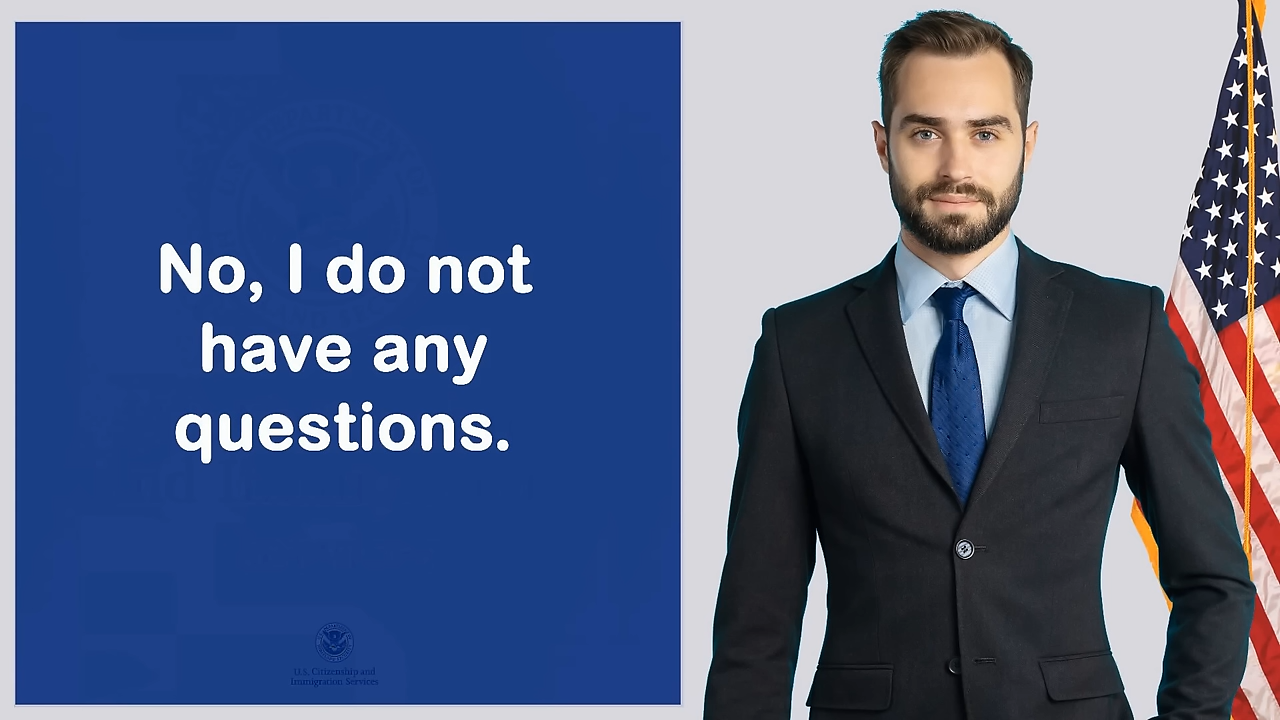 No, I do not
have any
questions.
U.S. Citizenship and
Immigration Services